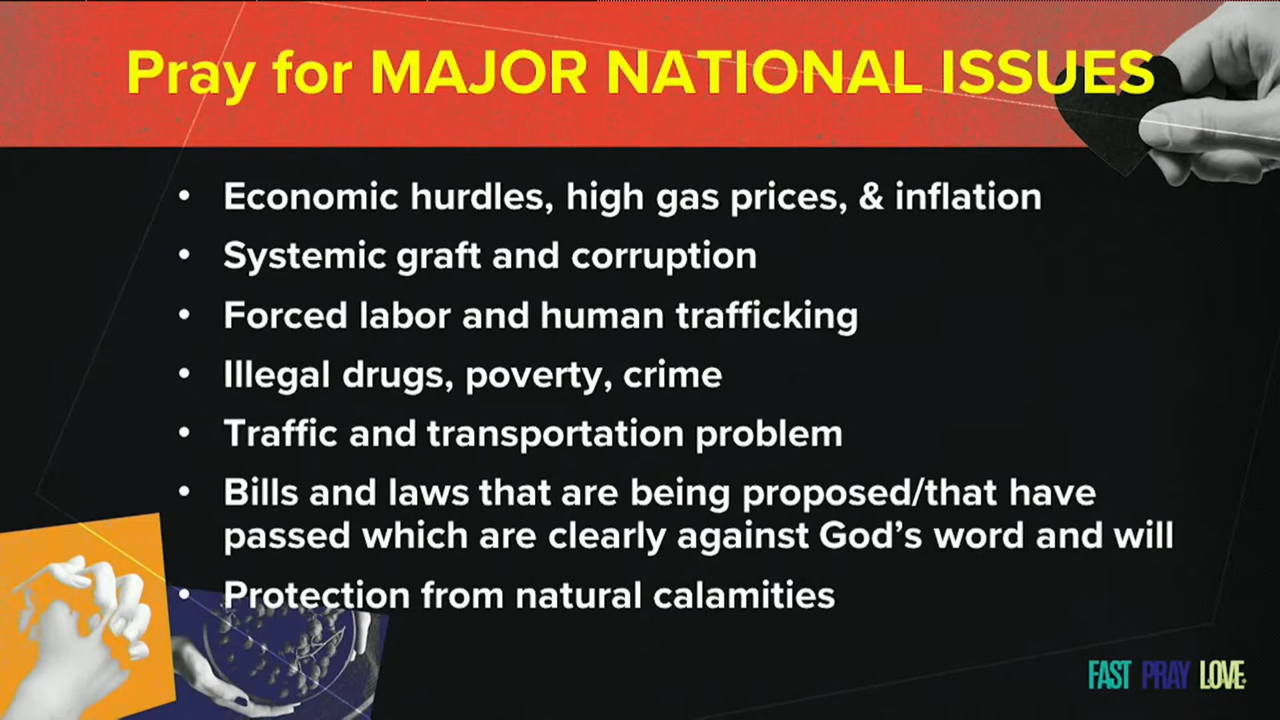 Pray for MAJOR NATIONAL ISSUES
• Economic hurdles, high gas prices, & inflation
• Systemic graft and corruption
• Forced labor and human trafficking
• Illegal drugs, poverty, crime
• Traffic and transportation problem
• Bills and laws that are being proposed/that have
passed which are clearly against God's word and will
• Protection from natural calamities
FAST PRAY LOVE